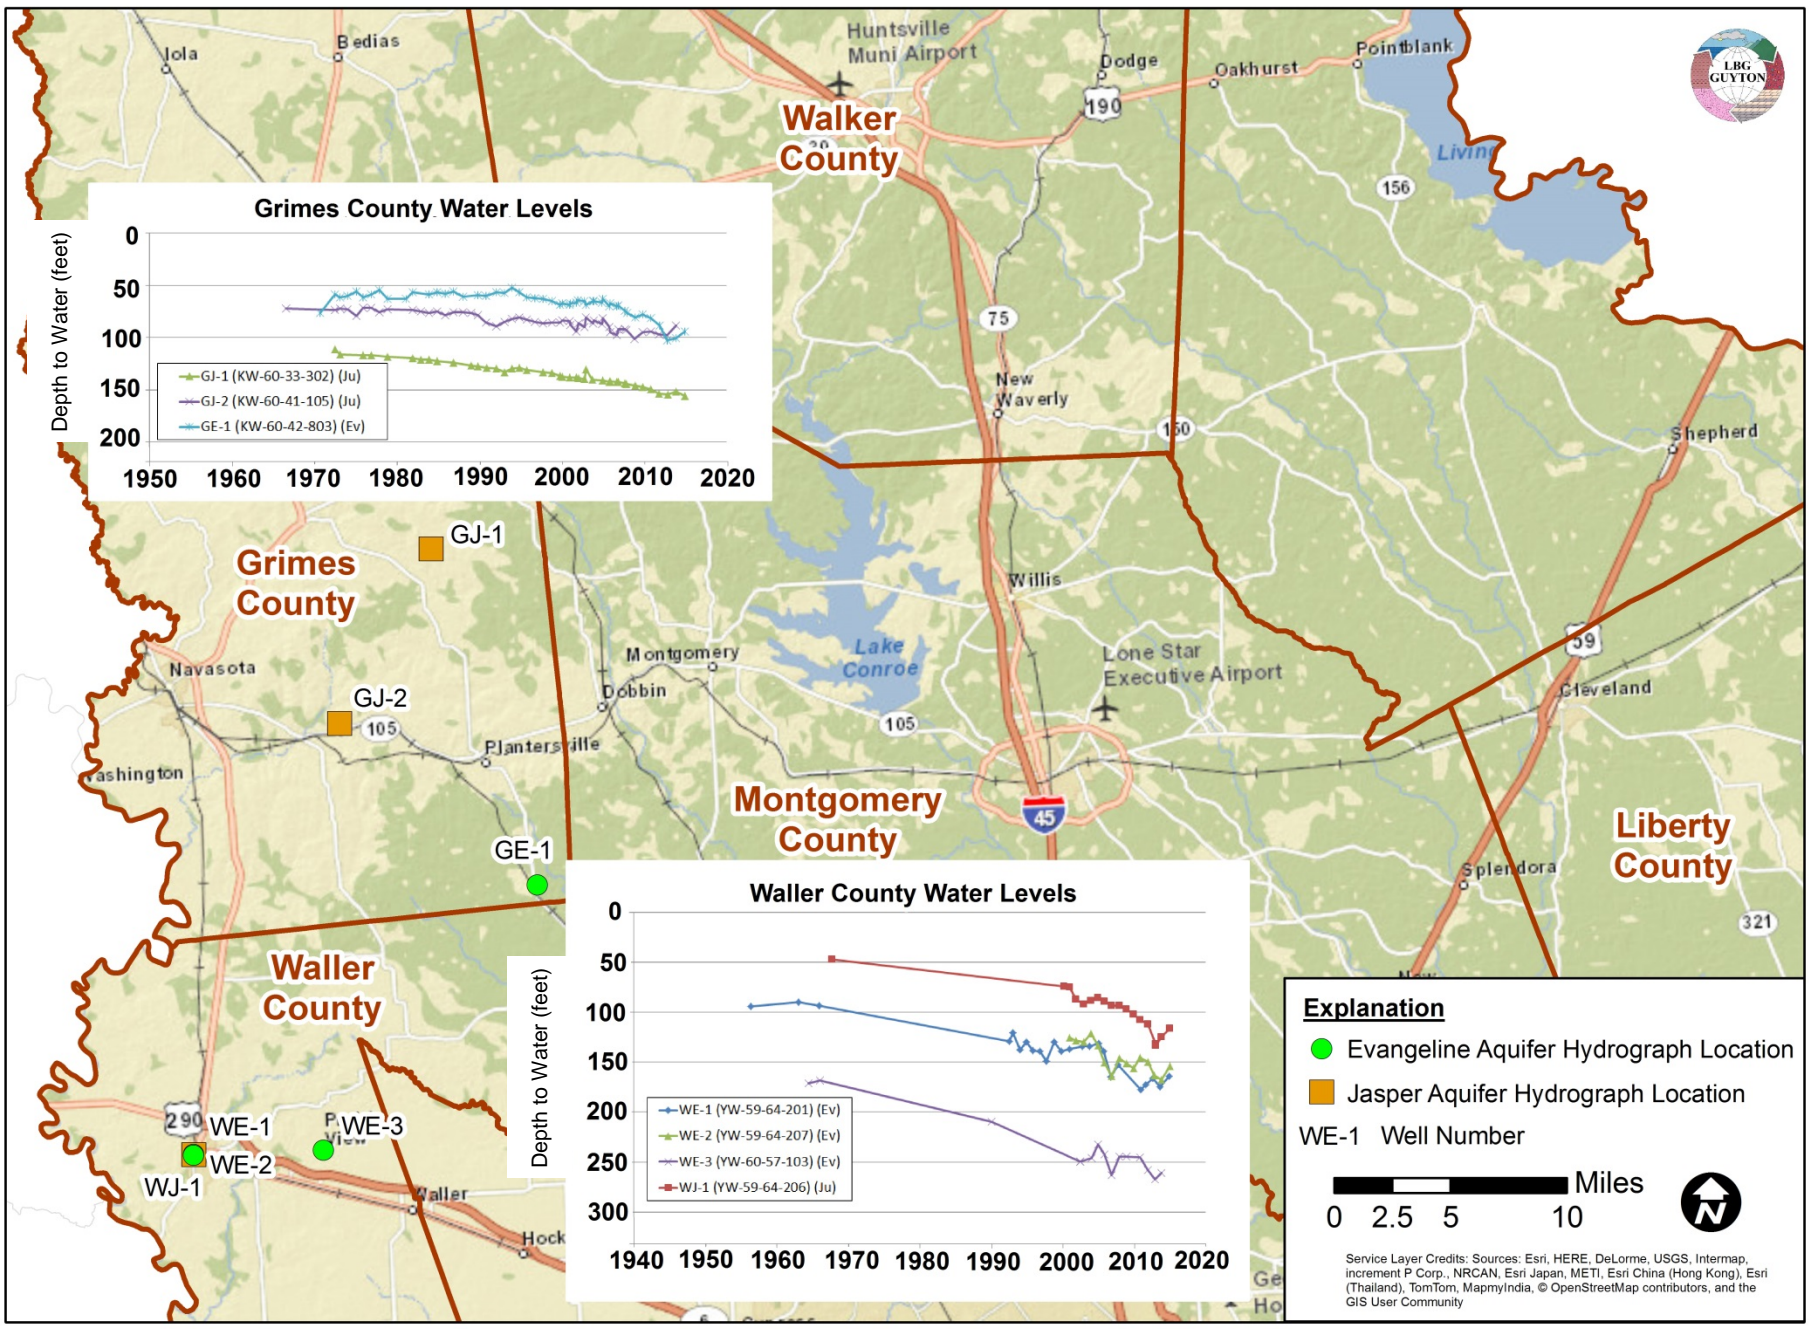 Iola
Bedias
Huntsville
Muni Airport
Dodge
Oakhurst
Pointblank
LBG
GUYTON
190
Walker
County
156
Grimes County Water Levels
Depth to Water (feet)
0
50
100
150
200
GJ-1 (KW-60-33-302) (Ju)
GJ-2 (KW-60-41-105) (Ju)
GE-1 (KW-60-42-803) (Ev)
1950 1960 1970 1980 1990 2000 2010 2020
75
New
Waverly
150
Shepherd
GJ-1
Grimes
County
Willis
Lake
Conroe
Lone Star
Executive Airport
59
Cleveland
Navasota
Montgomery
Dobbin
GJ-2
105
105
Plantersville
Washington
Montgomery
County
45
Liberty
County
GE-1
Splendora
321
Waller County Water Levels
Depth to Water (feet)
0
50
100
150
200
250
300
WE-1 (YW-59-64-201) (Ev)
WE-2 (YW-59-64-207) (Ev)
WE-3 (YW-60-57-103) (Ev)
WJ-1 (YW-59-64-206) (Ju)
1940 1950 1960 1970 1980 1990 2000 2010 2020
Waller
County
290
WE-1
WE-2
WJ-1
WE-3
View
Waller
Hock
Explanation
Evangeline Aquifer Hydrograph Location
Jasper Aquifer Hydrograph Location
WE-1 Well Number
Miles
0 2.5 5 10
N
Service Layer Credits: Sources: Esri, HERE, DeLorme, USGS, Intermap,
increment P Corp., NRCAN, Esri Japan, METI, Esri China (Hong Kong), Esri
(Thailand), TomTom, MapmyIndia, © OpenStreetMap contributors, and the
GIS User Community